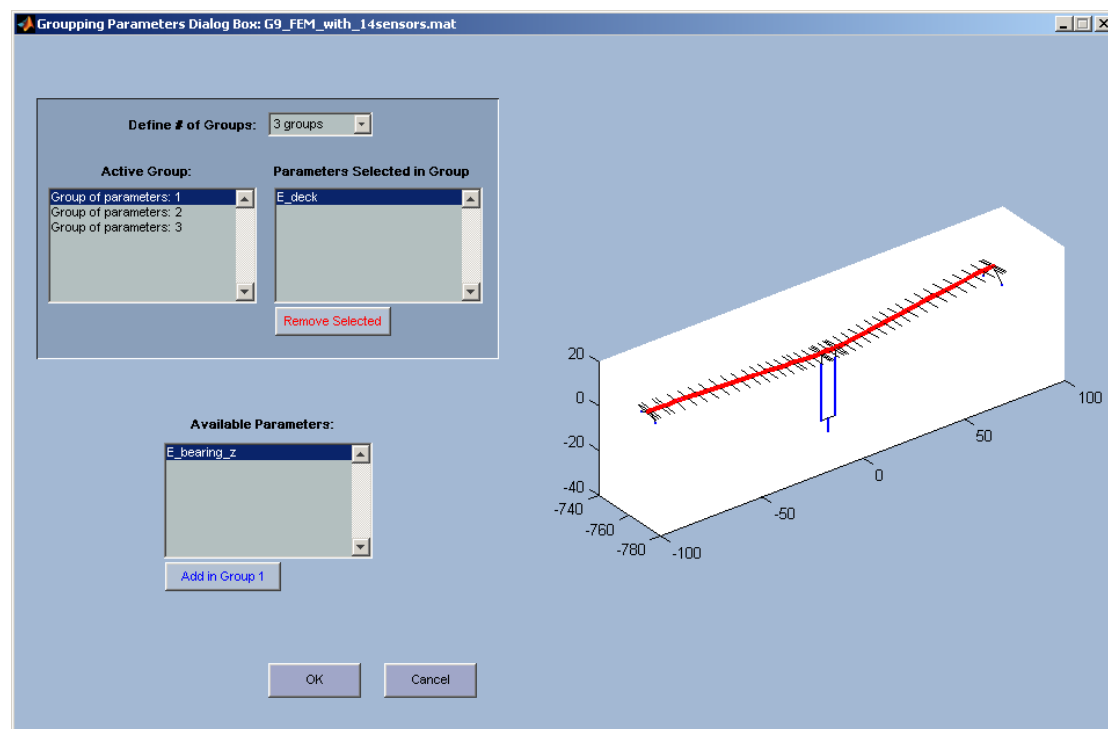 Groupping Parameters Dialog Box: G9_FEM_with_14sensors.mat
Define # of Groups: 3 groups
Active Group:
Parameters Selected in Group
Group of parameters: 1
Group of parameters: 2
Group of parameters: 3
E_deck
Remove Selected
Available Parameters:
E_bearing_z
Add in Group 1
OK
Cancel
20
0
-20
-40
-740
-760
-780
-100
-50
0
50
100